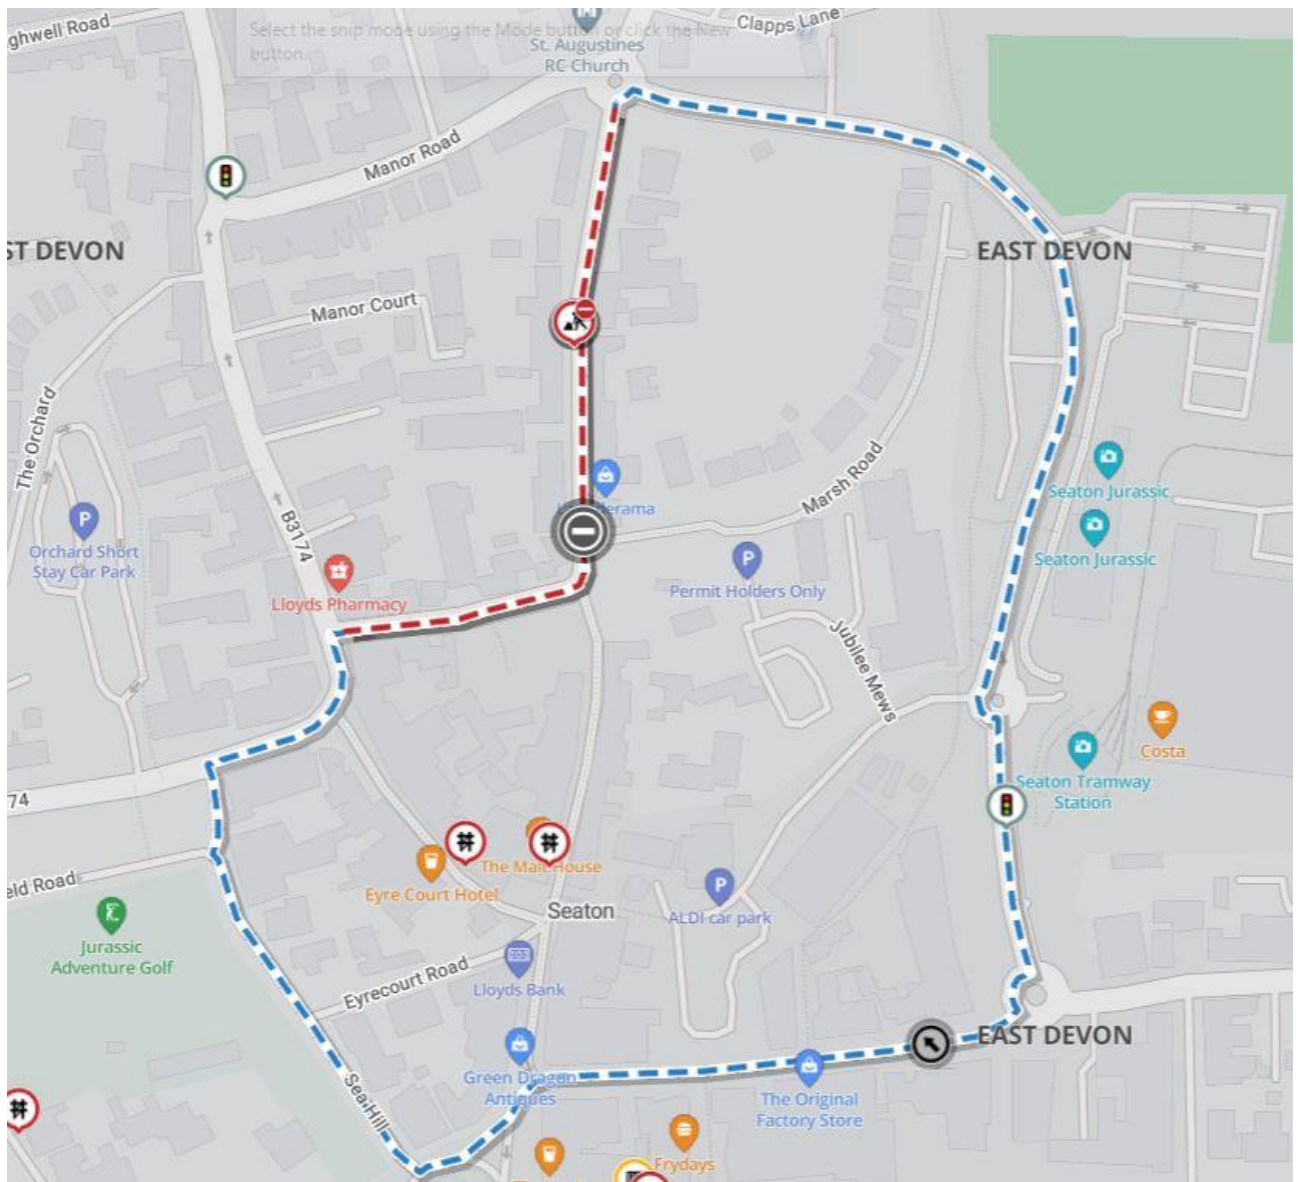 ghwell Road
Select the snip mode using the Mode button or click the New
button.
Clapps Lane
St. Augustines
RC Church
Manor Road
ST DEVON
EAST DEVON
Manor Court
The Orchard
B3174
Marsh Road
Seaton Jurassic
Seaton Jurassic
P
Orchard Short
Stay Car Park
Lloyds Pharmacy
P
Permit Holders Only
Jubilee Mews
Costa
Seaton Tramway
Station
74
eld Road
The Malt House
Eyre Court Hotel
Seaton
P
ALDI car park
Jurassic
Adventure Golf
Eyrecourt Road
Lloyds Bank
EAST DEVON
Green Dragon
Antiques
Sea Hill
The Original
Factory Store
Frydays